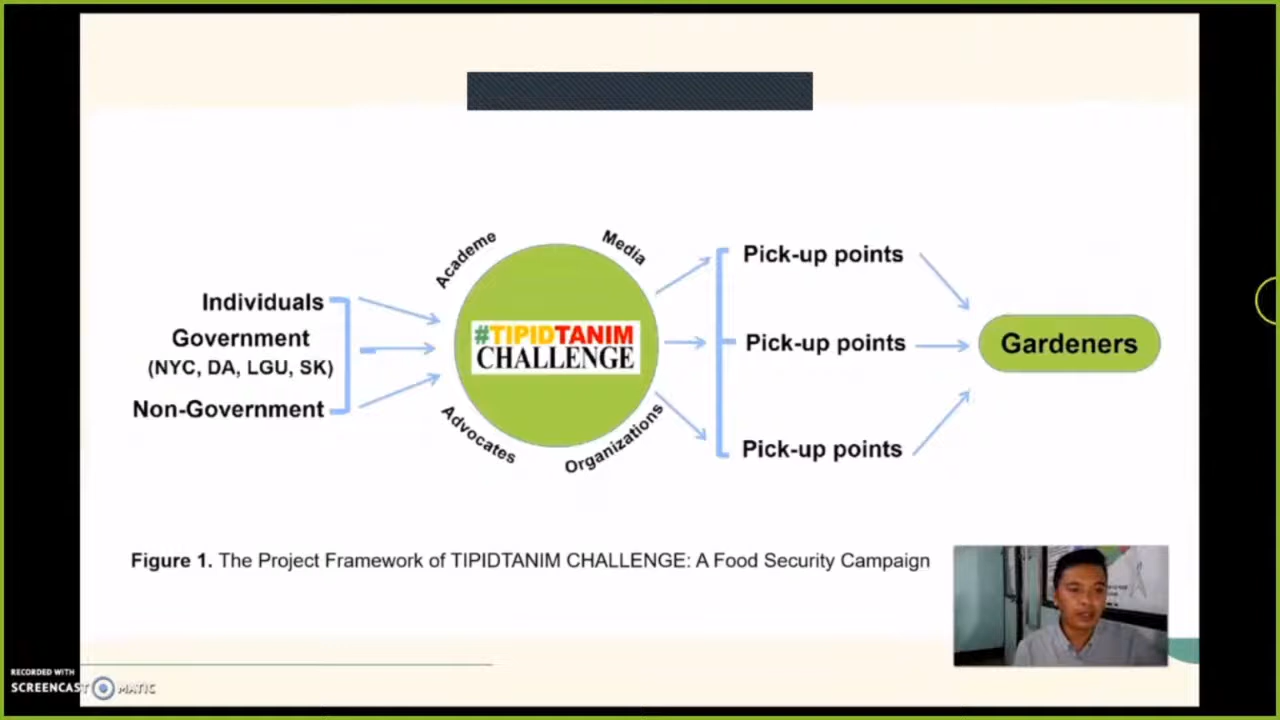 Academe
Media
Individuals
Government
(NYC, DA, LGU, SK)
Non-Government
#TIPIDTANIM
CHALLENGE
Advocates
Organizations
Pick-up points
Pick-up points
Pick-up points
Gardeners
Figure 1. The Project Framework of TIPIDTANIM CHALLENGE: A Food Security Campaign
RECORDED WITH
SCREENCAST MATIC